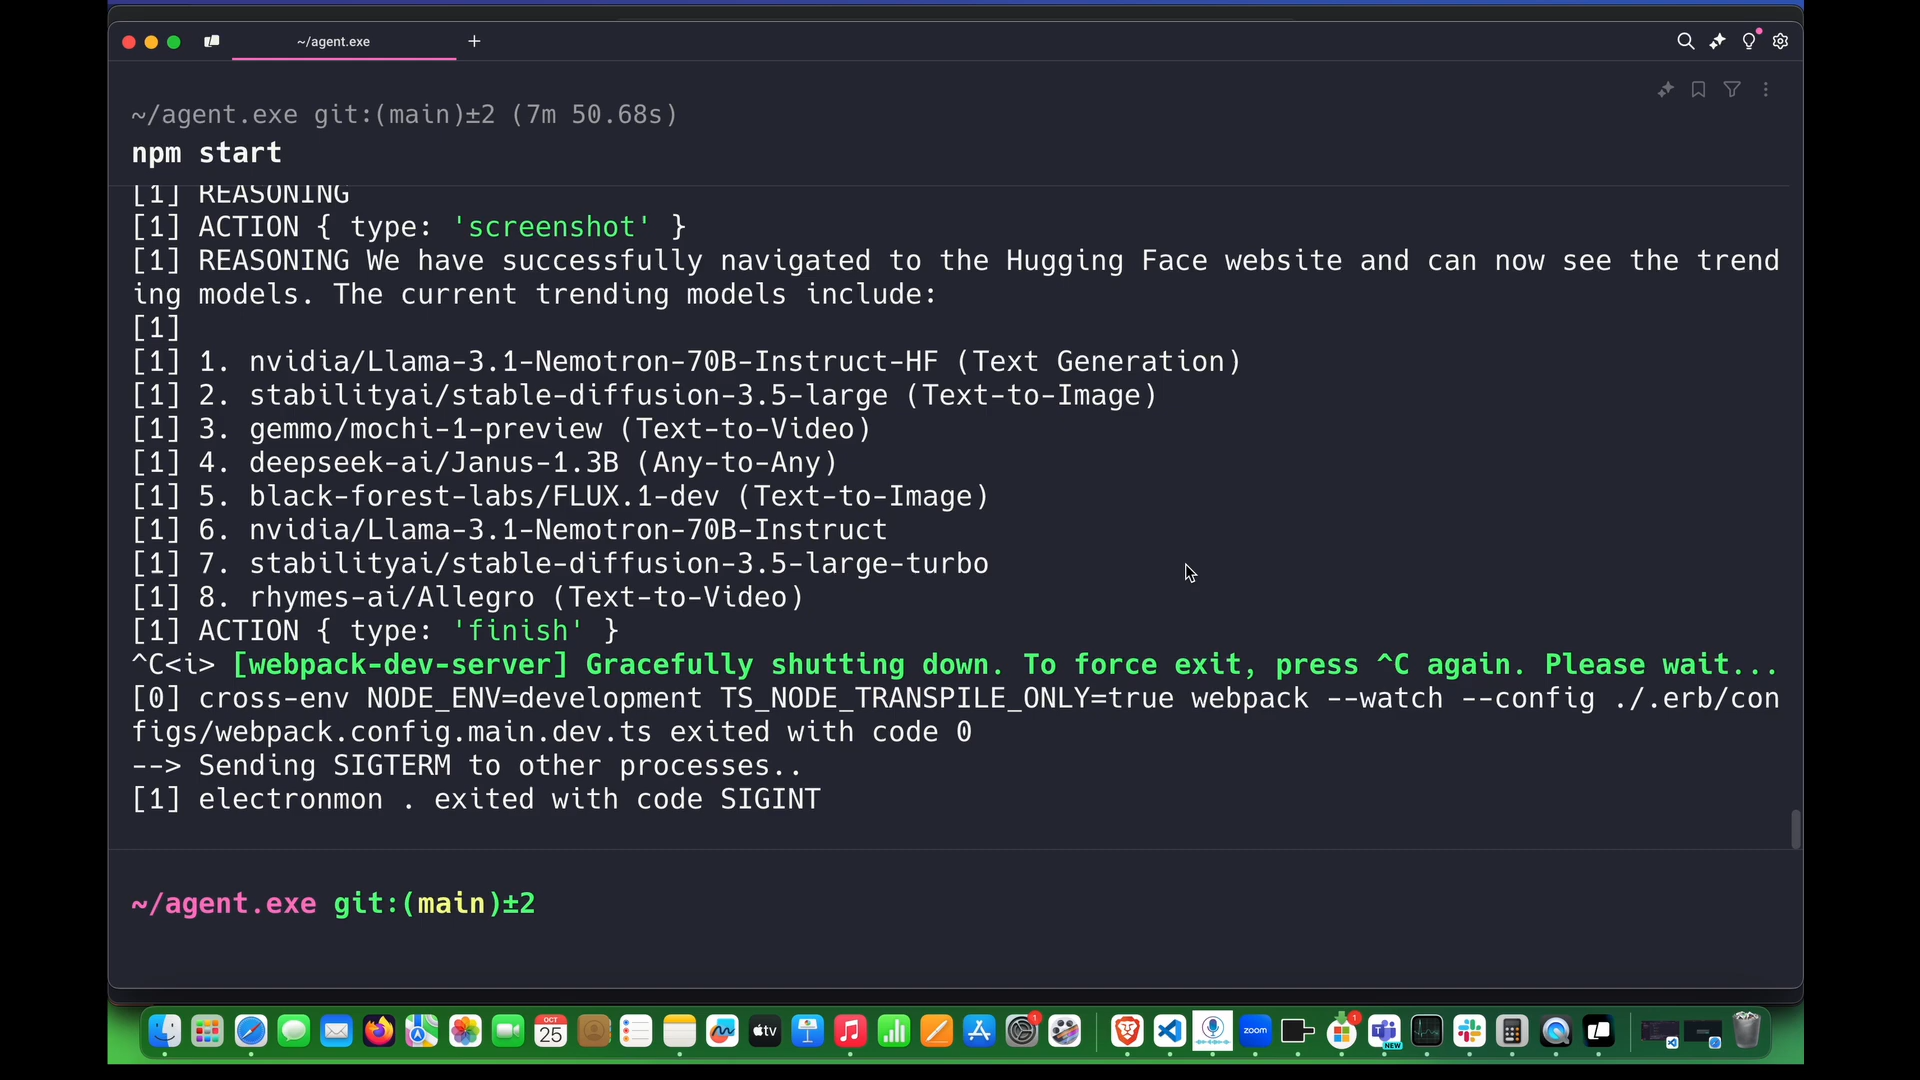 ~/agent.exe
~/agent.exe git:(main)±2 (7m 50.68s)
npm start
[1] REASONING
[1] ACTION { type: 'screenshot' }
[1] REASONING We have successfully navigated to the Hugging Face website and can now see the trend
ing models. The current trending models include:
[1]
[1] 1. nvidia/Llama-3.1-Nemotron-70B-Instruct-HF (Text Generation)
[1] 2. stabilityai/stable-diffusion-3.5-large (Text-to-Image)
[1] 3. gemmo/mochi-1-preview (Text-to-Video)
[1] 4. deepseek-ai/Janus-1.3B (Any-to-Any)
[1] 5. black-forest-labs/FLUX.1-dev (Text-to-Image)
[1] 6. nvidia/Llama-3.1-Nemotron-70B-Instruct
[1] 7. stabilityai/stable-diffusion-3.5-large-turbo
[1] 8. rhymes-ai/Allegro (Text-to-Video)
[1] ACTION { type: 'finish' }
^C<i> [webpack-dev-server] Gracefully shutting down. To force exit, press ^C again. Please wait...
[0] cross-env NODE_ENV=development TS_NODE_TRANSPILE_ONLY=true webpack --watch --config ./.erb/con
figs/webpack.config.main.dev.ts exited with code 0
--> Sending SIGTERM to other processes..
[1] electronmon . exited with code SIGINT
~/agent.exe git:(main)±2
OCT
25
tv
1
zoom
1
NEW